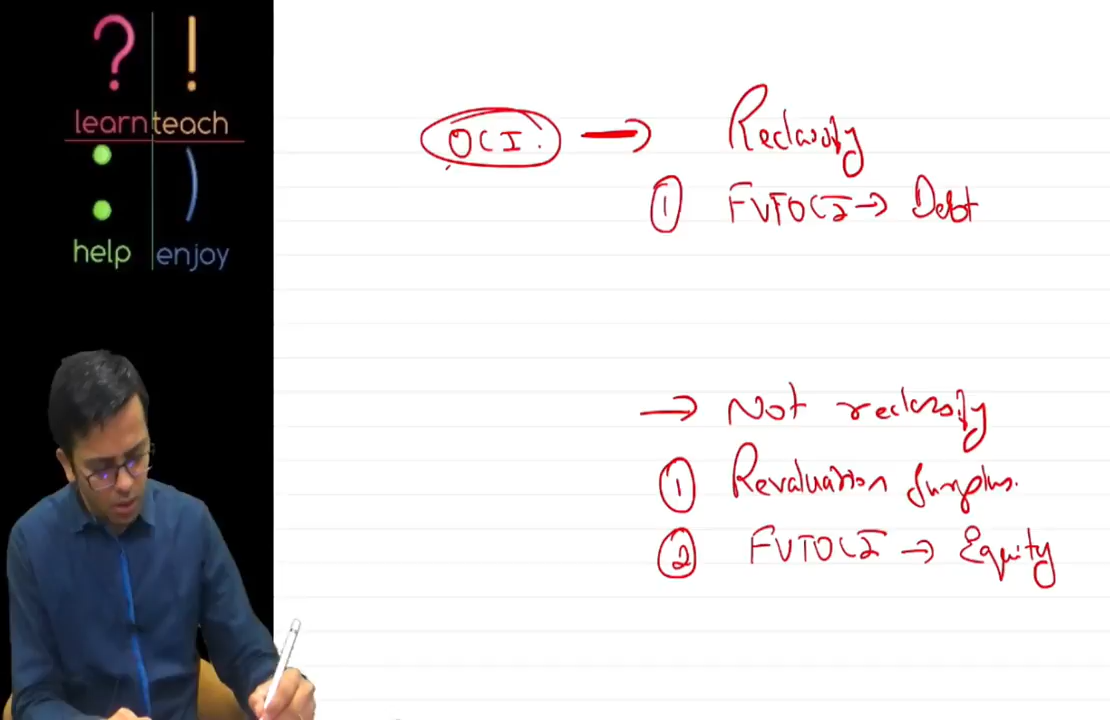 ? !
learn teach
help enjoy
OCI. → Reclassify
① FVTOCI → Debt
→ Not reclassify
① Revaluation Surplus.
② FVTOCI → Equity